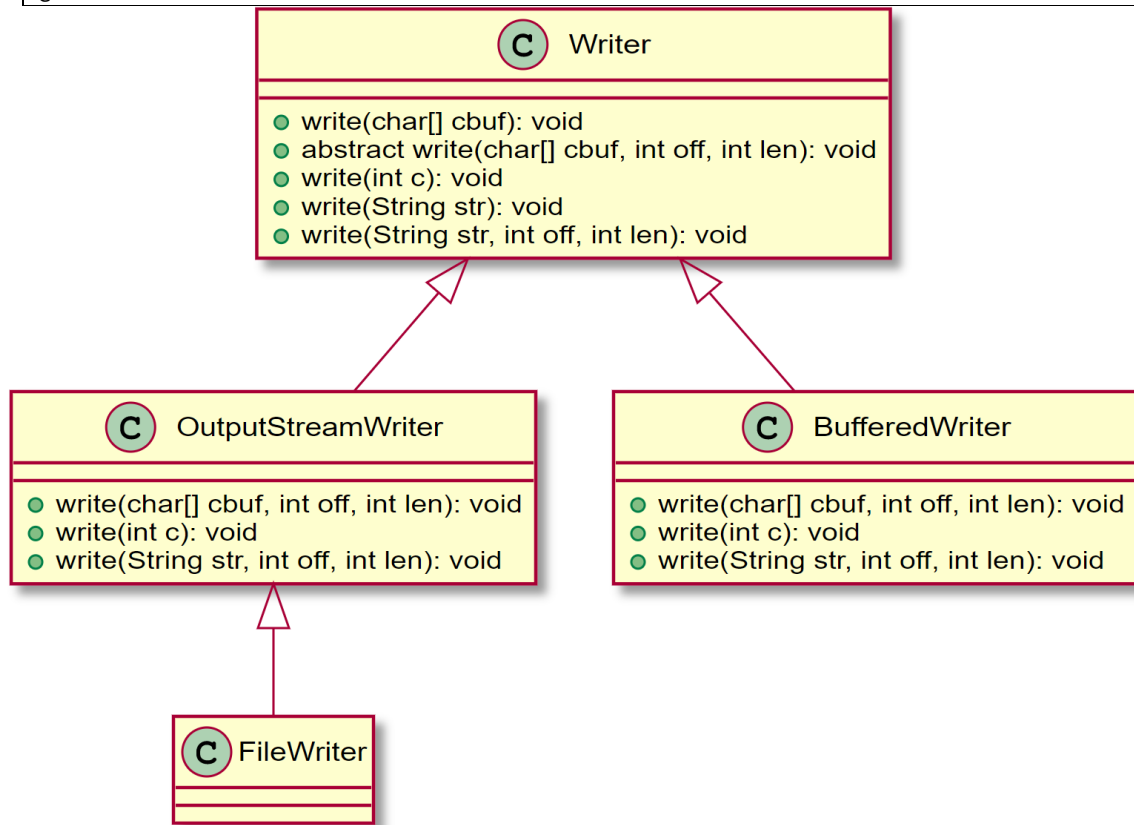 C Writer
write(char[] cbuf): void
abstract write(char[] cbuf, int off, int len): void
write(int c): void
write(String str): void
write(String str, int off, int len): void
C OutputStreamWriter
write(char[] cbuf, int off, int len): void
write(int c): void
write(String str, int off, int len): void
C BufferedWriter
write(char[] cbuf, int off, int len): void
write(int c): void
write(String str, int off, int len): void
C FileWriter